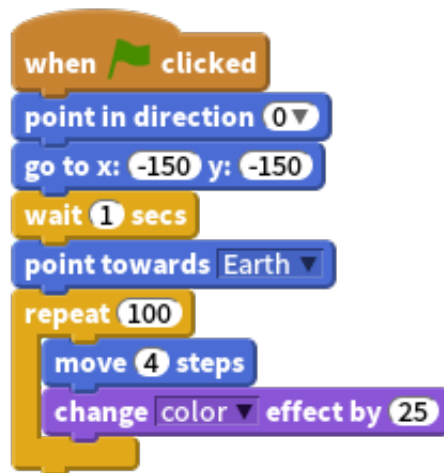 when clicked
point in direction 0
go to x: -150 y: -150
wait 1 secs
point towards Earth
repeat 100
move 4 steps
change color effect by 25